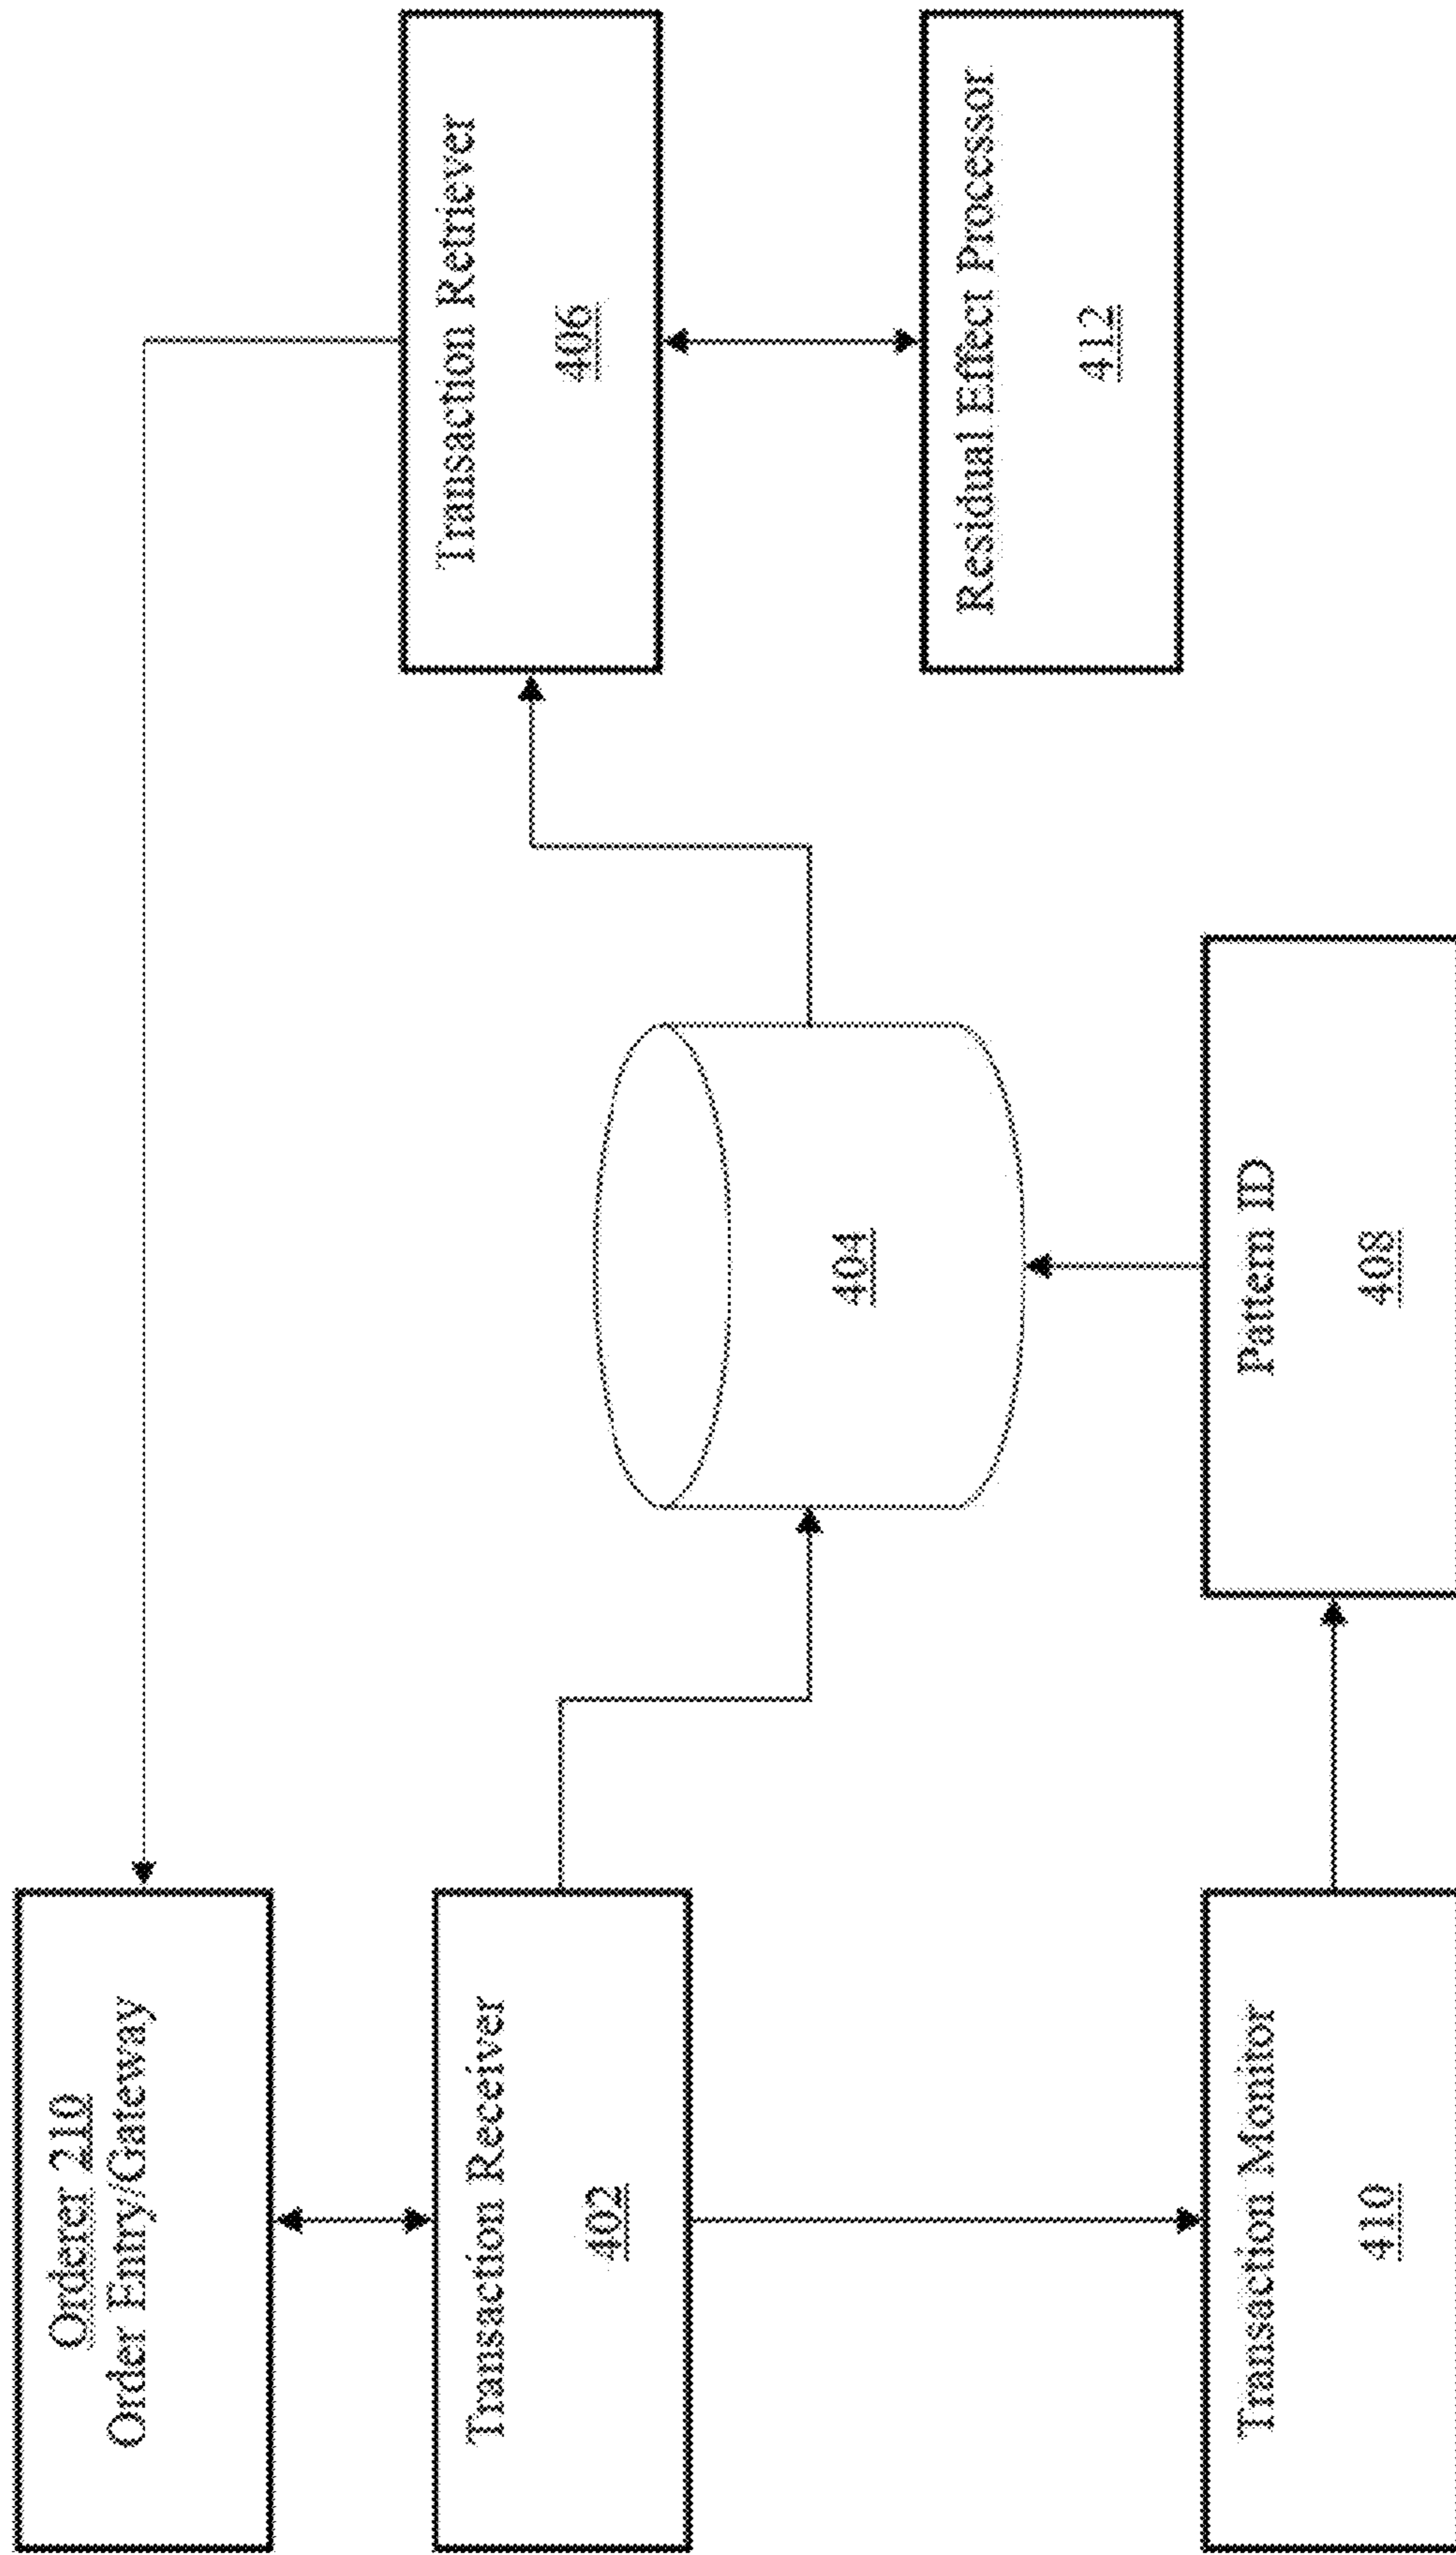 Orderer 210
Order Entry/Gateway
Transaction Receiver
402
Transaction Monitor
410
404
Pattern ID
408
Transaction Retriever
406
Residual Effect Processor
412